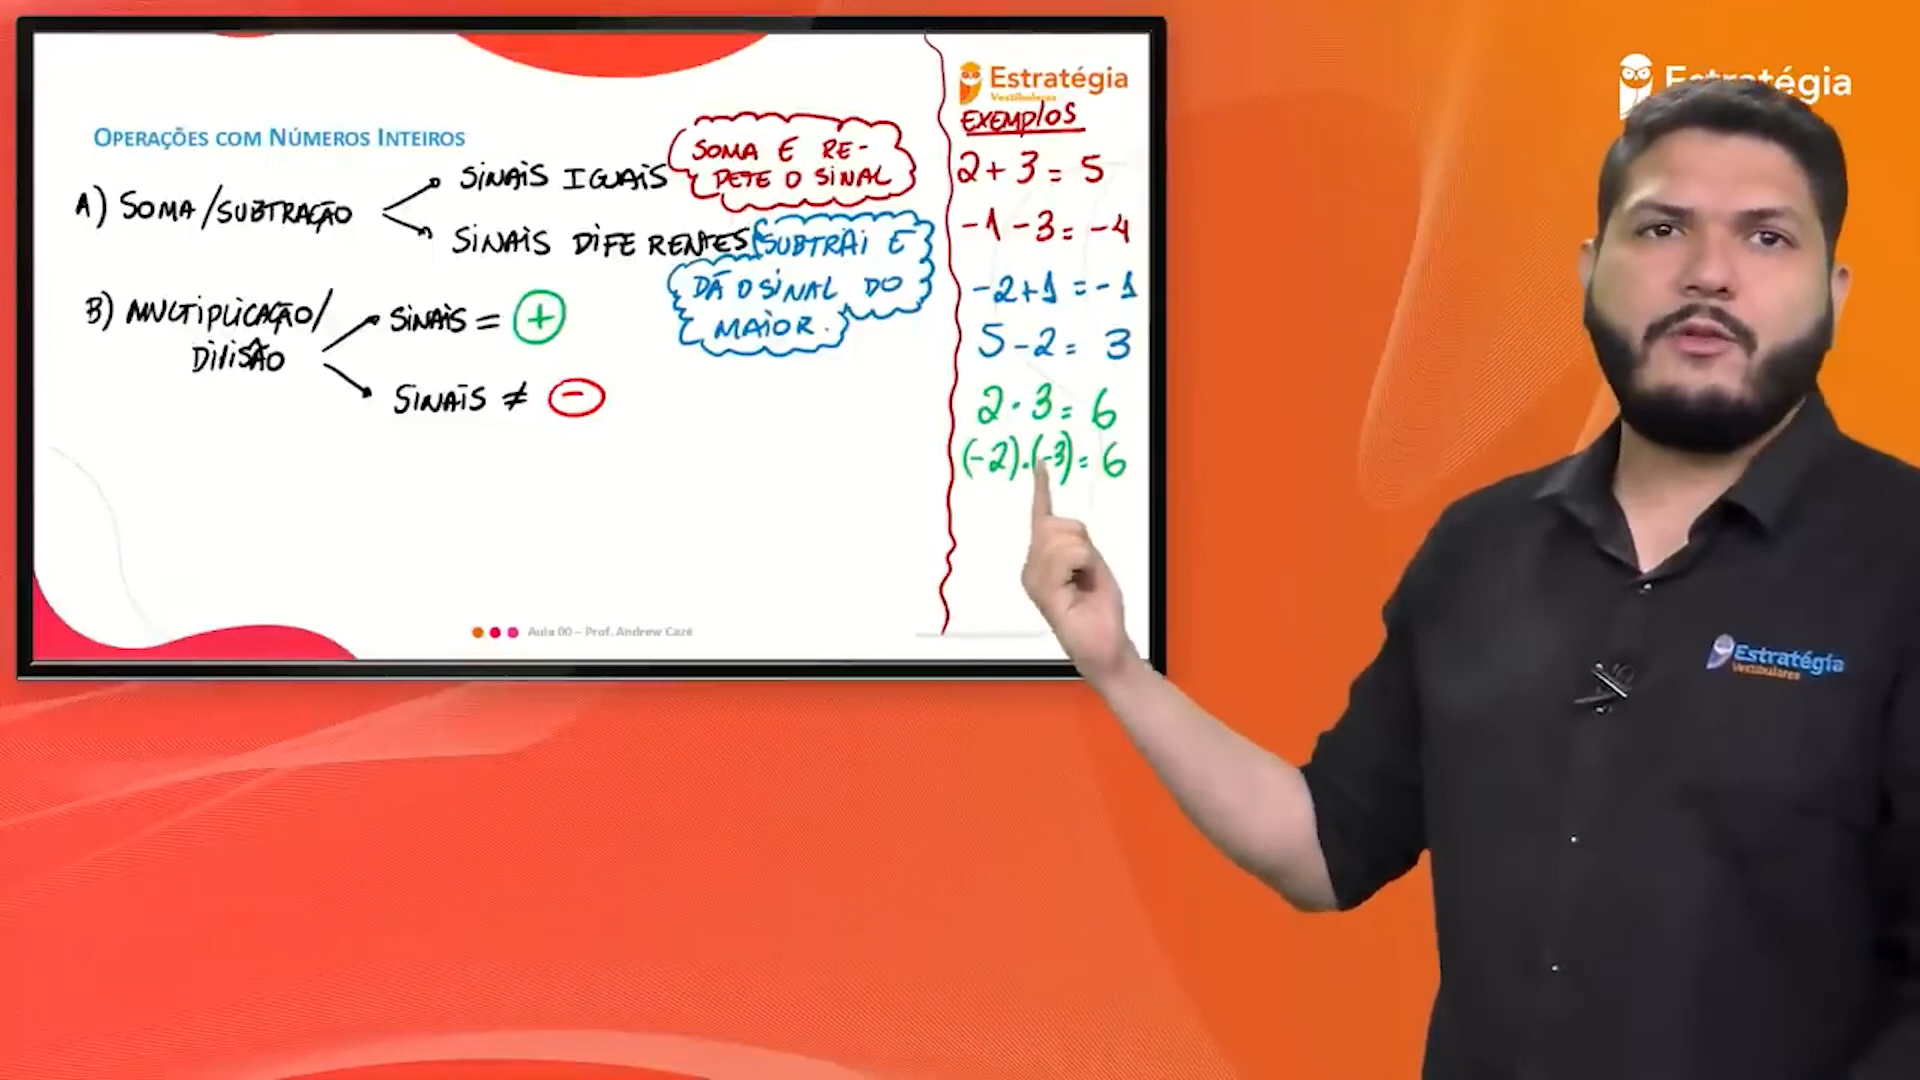 Estratégia
Vestibulares
OPERAÇÕES COM NÚMEROS INTEIROS
A) SOMA/SUBTRAÇÃO
SINAIS IGUAIS
SOMA E RE-
PETE O SINAL
SINAIS DIFERENTES
SUBTRAI E
DÁ O SINAL DO
MAIOR.
B) MULTIPLICAÇÃO/
DIVISÃO
SINAIS = +
SINAIS ≠ -
EXEMPLOS
2 + 3 = 5
-1 - 3 = -4
-2 + 1 = -1
5 - 2 = 3
2 · 3 = 6
(-2) · (-3) = 6
Aula 00 – Prof. Andrew Cazé
Estratégia
Estratégia
Vestibulares